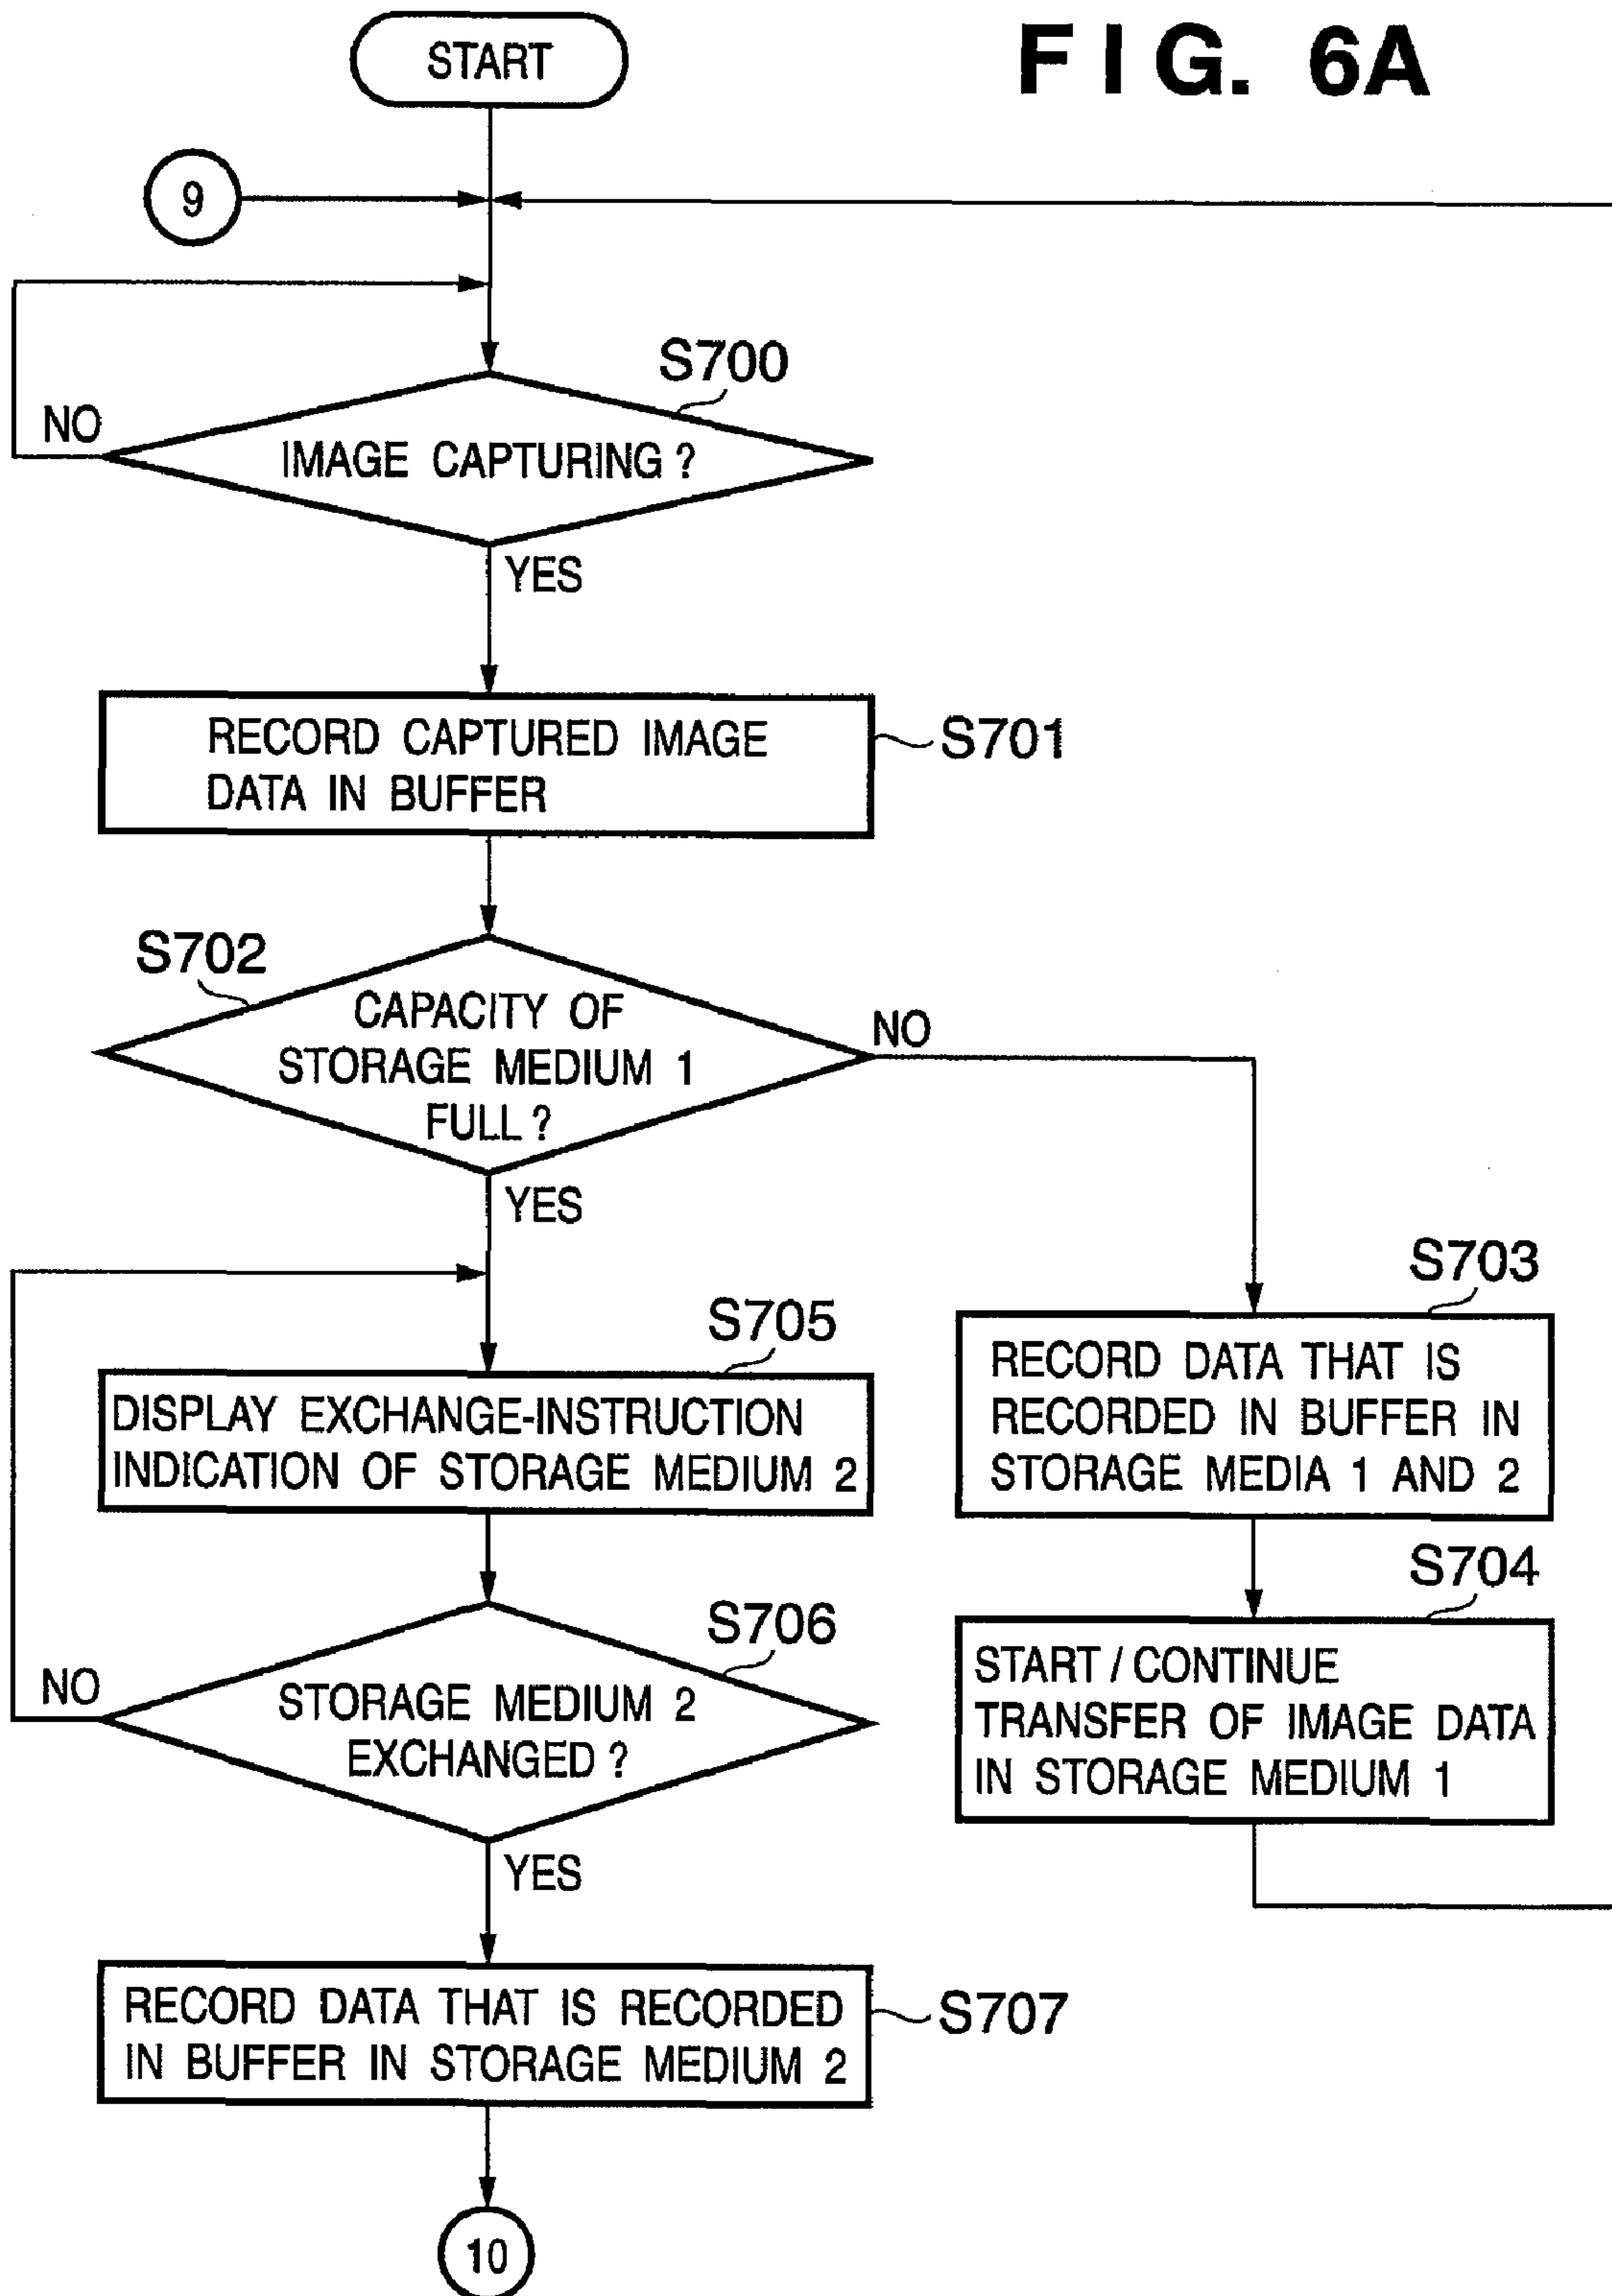 FIG. 6A
START
9
S700
NO
IMAGE CAPTURING ?
YES
RECORD CAPTURED IMAGE
DATA IN BUFFER
S701
S702
CAPACITY OF
STORAGE MEDIUM 1
FULL ?
NO
YES
S703
RECORD DATA THAT IS
RECORDED IN BUFFER IN
STORAGE MEDIA 1 AND 2
S704
START / CONTINUE
TRANSFER OF IMAGE DATA
IN STORAGE MEDIUM 1
S705
DISPLAY EXCHANGE-INSTRUCTION
INDICATION OF STORAGE MEDIUM 2
S706
NO
STORAGE MEDIUM 2
EXCHANGED ?
YES
RECORD DATA THAT IS RECORDED
IN BUFFER IN STORAGE MEDIUM 2
S707
10